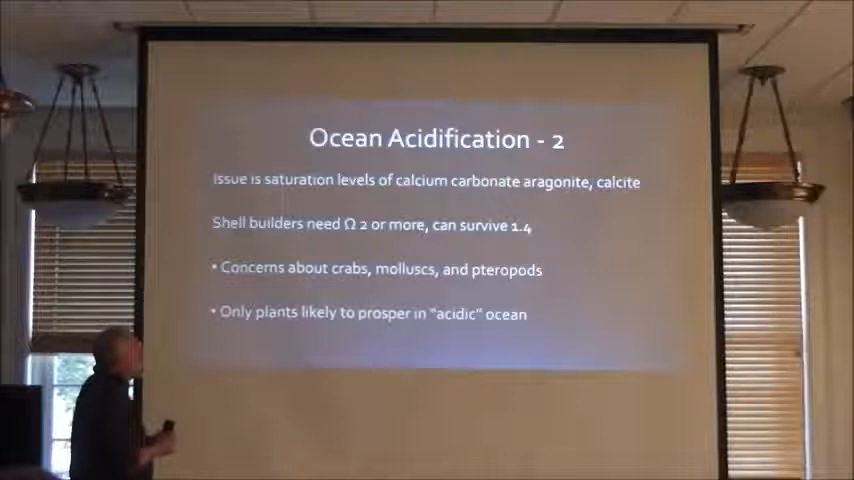 Ocean Acidification - 2
Issue is saturation levels of calcium carbonate aragonite, calcite
Shell builders need Ω 2 or more, can survive 1.4
• Concerns about crabs, molluscs, and pteropods
• Only plants likely to prosper in "acidic" ocean